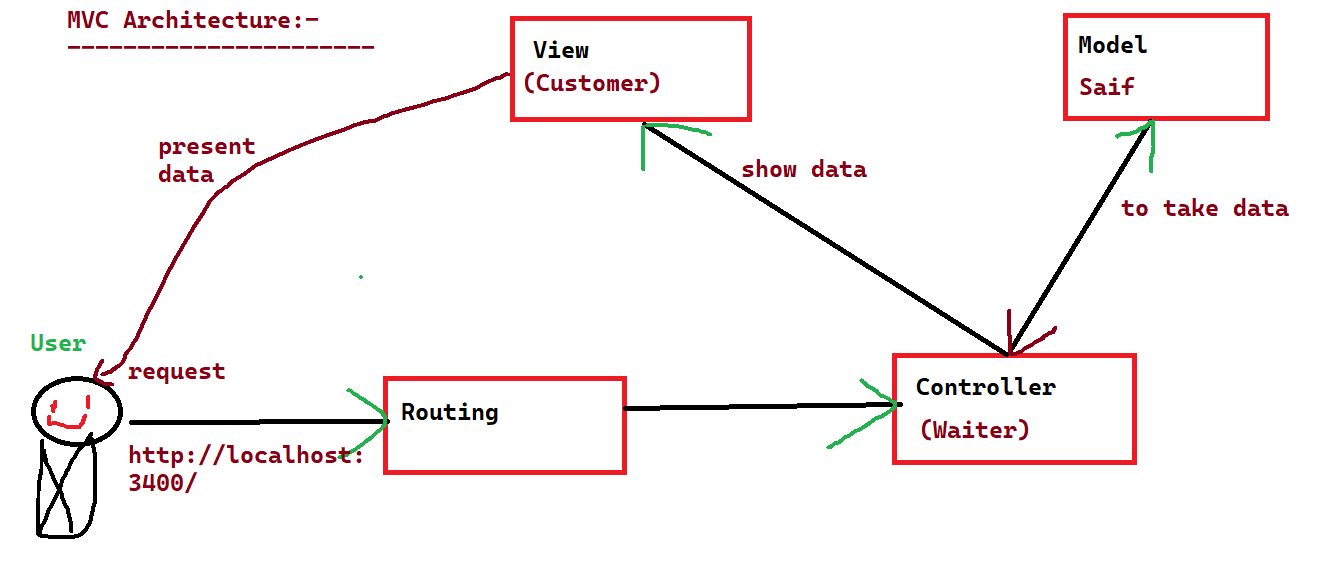 MVC Architecture:-
----------------------
View
(Customer)
Model
Saif
present
data
show data
to take data
User
request
Routing
Controller
(Waiter)
http://localhost:
3400/